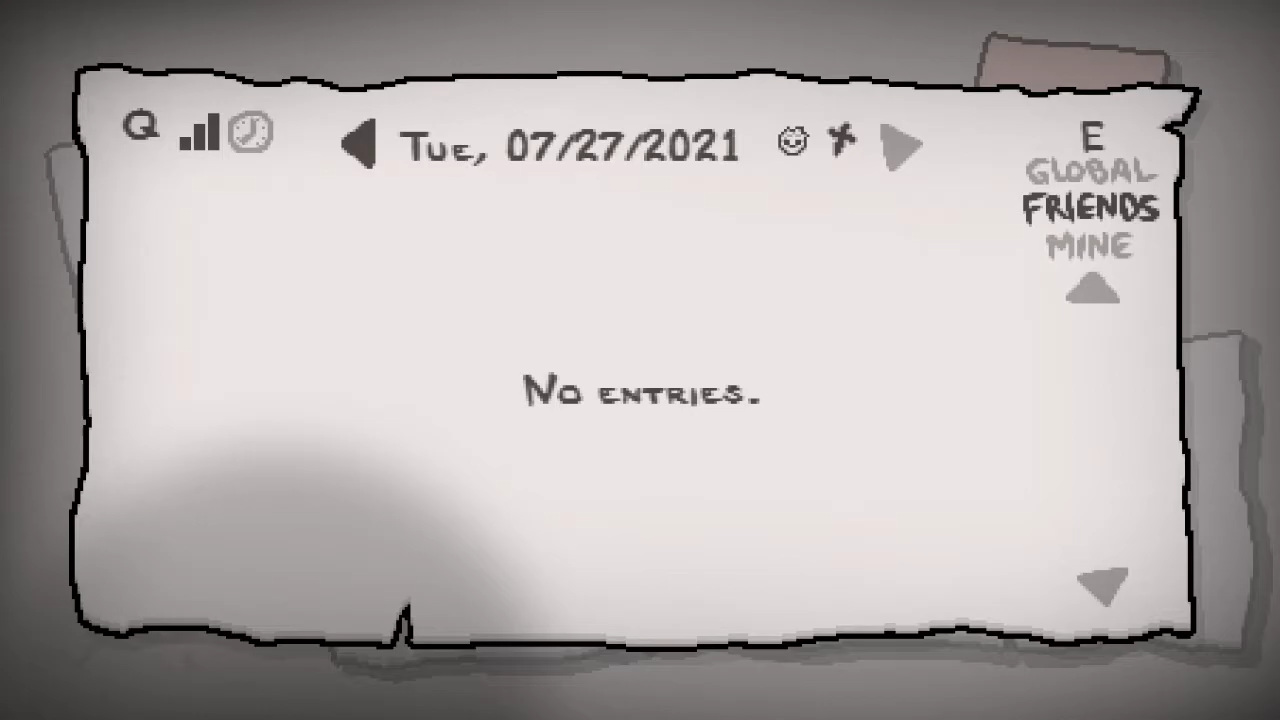 Q
Tue, 07/27/2021
E
GLOBAL
FRIENDS
MINE
No entries.